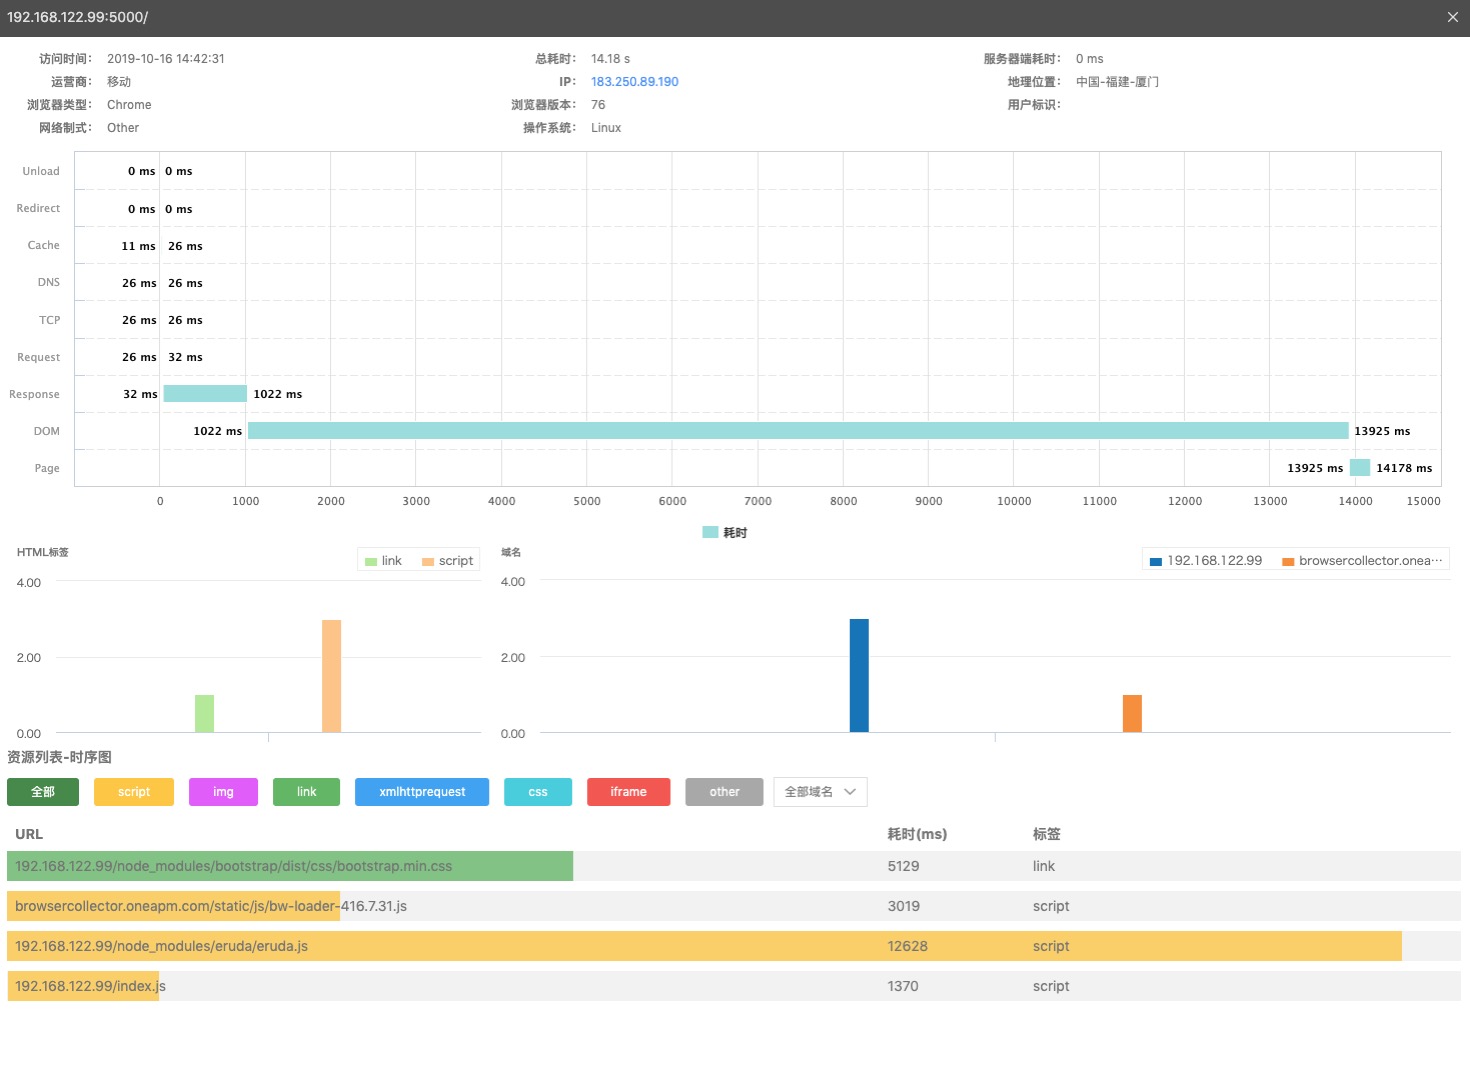 192.168.122.99:5000/
访问时间： 2019-10-16 14:42:31 总耗时： 14.18 s 服务器端耗时： 0 ms
运营商： 移动 IP： 183.250.89.190 地理位置： 中国-福建-厦门
浏览器类型： Chrome 浏览器版本： 76 用户标识：
网络制式： Other 操作系统： Linux
Unload 0 ms 0 ms
Redirect 0 ms 0 ms
Cache 11 ms 26 ms
DNS 26 ms 26 ms
TCP 26 ms 26 ms
Request 26 ms 32 ms
Response 32 ms 1022 ms
DOM 1022 ms 13925 ms
Page 13925 ms 14178 ms
0 1000 2000 3000 4000 5000 6000 7000 8000 9000 10000 11000 12000 13000 14000 15000
耗时
HTML标签 link script
4.00
2.00
0.00
域名 192.168.122.99 browsercollector.onea…
4.00
2.00
0.00
资源列表-时序图
全部 script img link xmlhttprequest css iframe other 全部域名
URL 耗时(ms) 标签
192.168.122.99/node_modules/bootstrap/dist/css/bootstrap.min.css 5129 link
browsercollector.oneapm.com/static/js/bw-loader-416.7.31.js 3019 script
192.168.122.99/node_modules/eruda/eruda.js 12628 script
192.168.122.99/index.js 1370 script